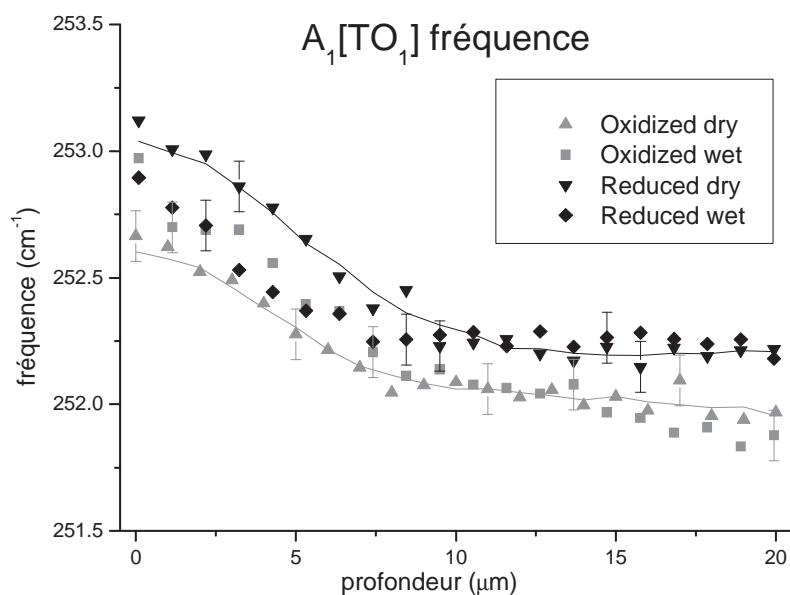 A₁[TO₁] fréquence
Oxidized dry
Oxidized wet
Reduced dry
Reduced wet
253.5
253.0
252.5
252.0
251.5
fréquence (cm⁻¹)
0
5
10
15
20
profondeur (μm)